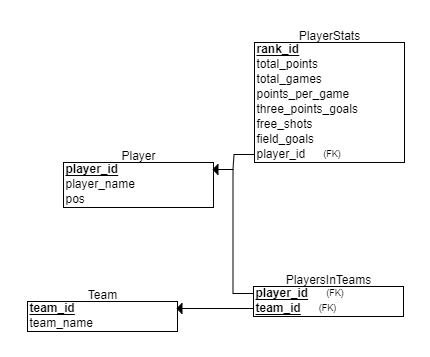 PlayerStats
rank_id
total_points
total_games
points_per_game
three_points_goals
free_shots
field_goals
player_id (FK)
Player
player_id
player_name
pos
PlayersInTeams
player_id (FK)
team_id (FK)
Team
team_id
team_name